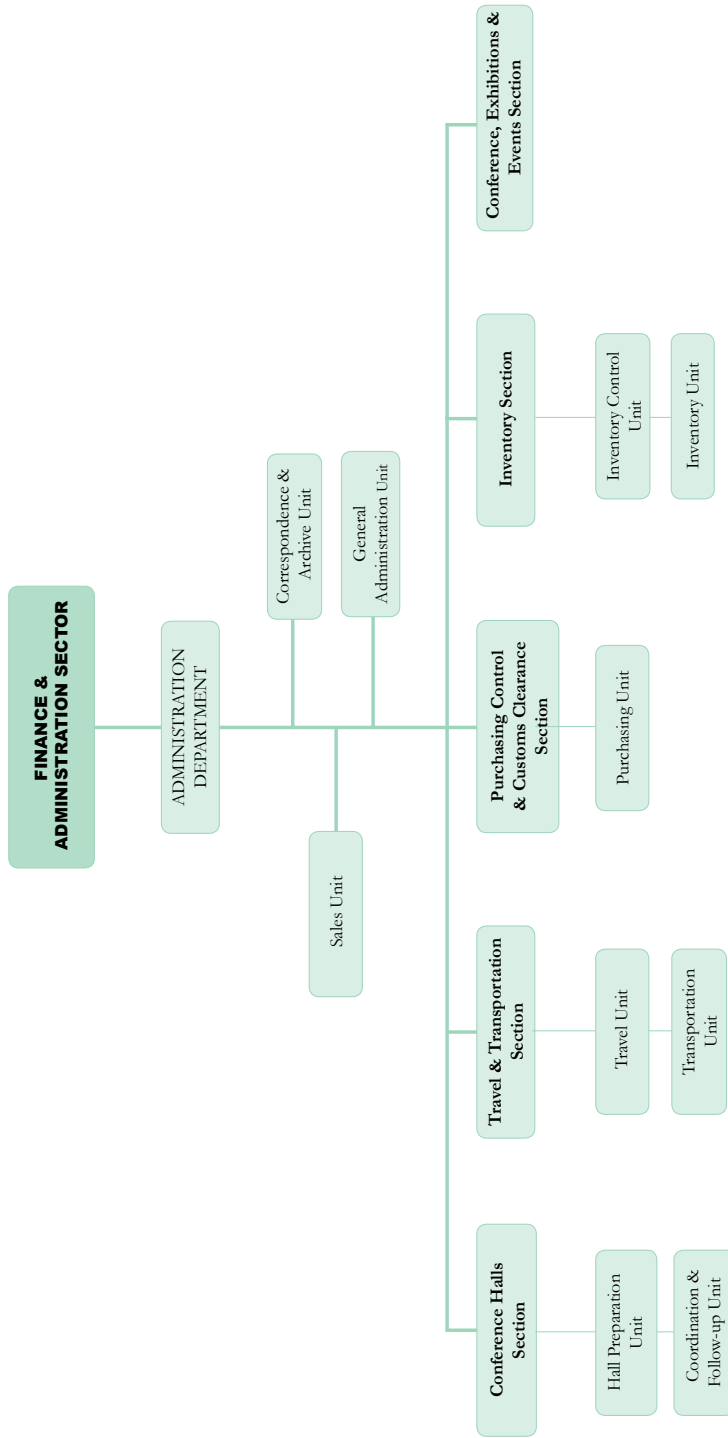 FINANCE &
ADMINISTRATION SECTOR
ADMINISTRATION
DEPARTMENT
Correspondence &
Archive Unit
Sales Unit
General
Administration Unit
Conference Halls
Section
Travel & Transportation
Section
Purchasing Control
& Customs Clearance
Section
Inventory Section
Conference, Exhibitions &
Events Section
Hall Preparation
Unit
Travel Unit
Purchasing Unit
Inventory Control
Unit
Coordination &
Follow-up Unit
Transportation
Unit
Inventory Unit